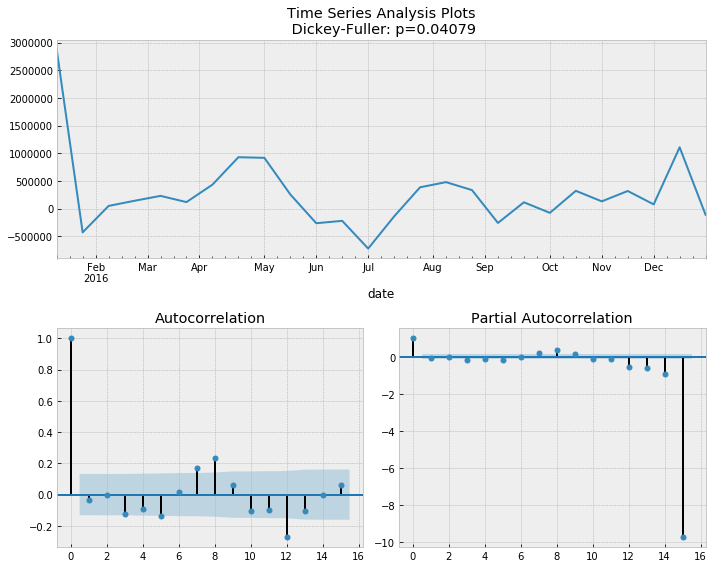 Time Series Analysis Plots
Dickey-Fuller: p=0.04079
3000000
2500000
2000000
1500000
1000000
500000
0
−500000
Feb Mar Apr May Jun Jul Aug Sep Oct Nov Dec
2016
date
Autocorrelation
1.0
0.8
0.6
0.4
0.2
0.0
−0.2
0 2 4 6 8 10 12 14 16
Partial Autocorrelation
0
−2
−4
−6
−8
−10
0 2 4 6 8 10 12 14 16